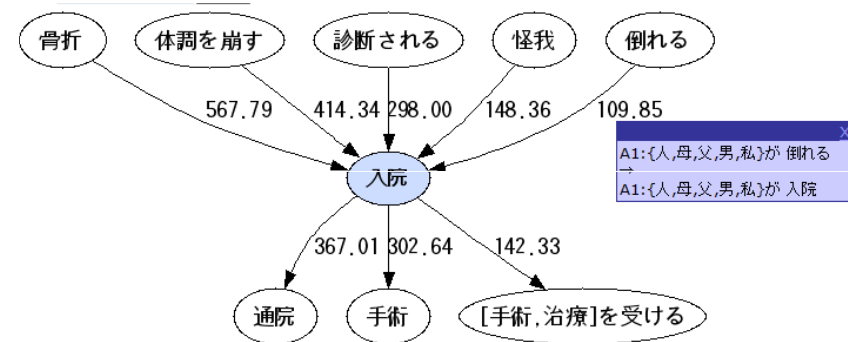 骨折 体調を崩す 診断される 怪我 倒れる
567.79 414.34 298.00 148.36 109.85
X
A1:{人,母,父,男,私}が 倒れる
→
A1:{人,母,父,男,私}が 入院
入院
367.01 302.64 142.33
通院 手術 [手術,治療]を受ける